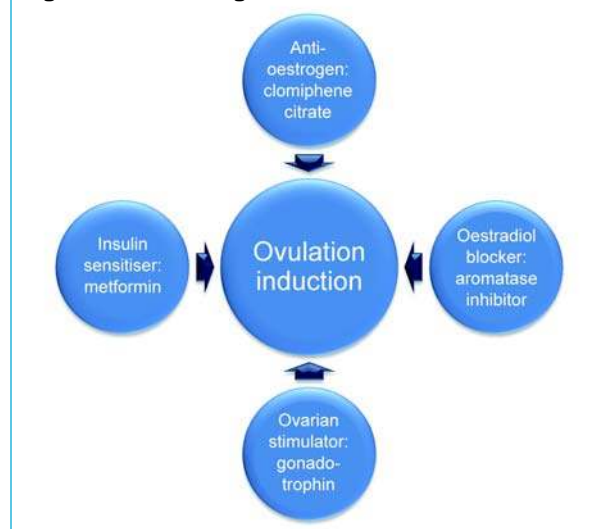 Anti-
oestrogen:
clomiphene
citrate
Insulin
sensitiser:
metformin
Ovulation
induction
Oestradiol
blocker:
aromatase
inhibitor
Ovarian
stimulator:
gonado-
trophin